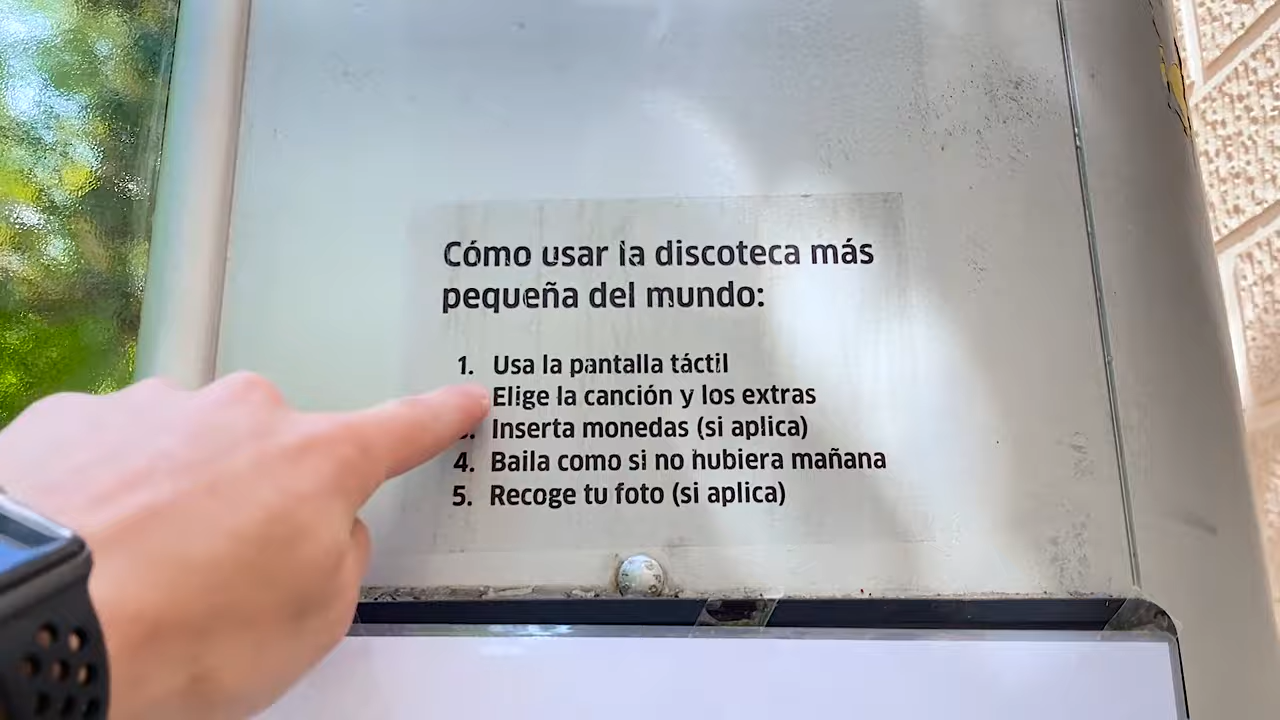 Cómo usar la discoteca más
pequeña del mundo:
1. Usa la pantalla táctil
Elige la canción y los extras
3. Inserta monedas (si aplica)
4. Baila como si no hubiera mañana
5. Recoge tu foto (si aplica)